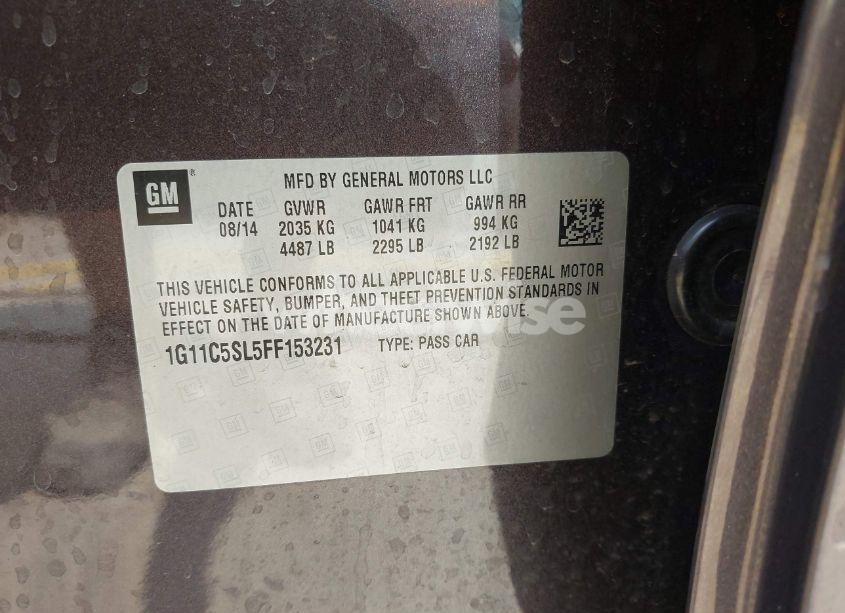 GM ® MFD BY GENERAL MOTORS LLC
DATE GVWR GAWR FRT GAWR RR
08/14 2035 KG 1041 KG 994 KG
4487 LB 2295 LB 2192 LB
THIS VEHICLE CONFORMS TO ALL APPLICABLE U.S. FEDERAL MOTOR
VEHICLE SAFETY, BUMPER, AND THEFT PREVENTION STANDARDS IN
EFFECT ON THE DATE OF MANUFACTURE SHOWN ABOVE.
1G11C5SL5FF153231 TYPE: PASS CAR